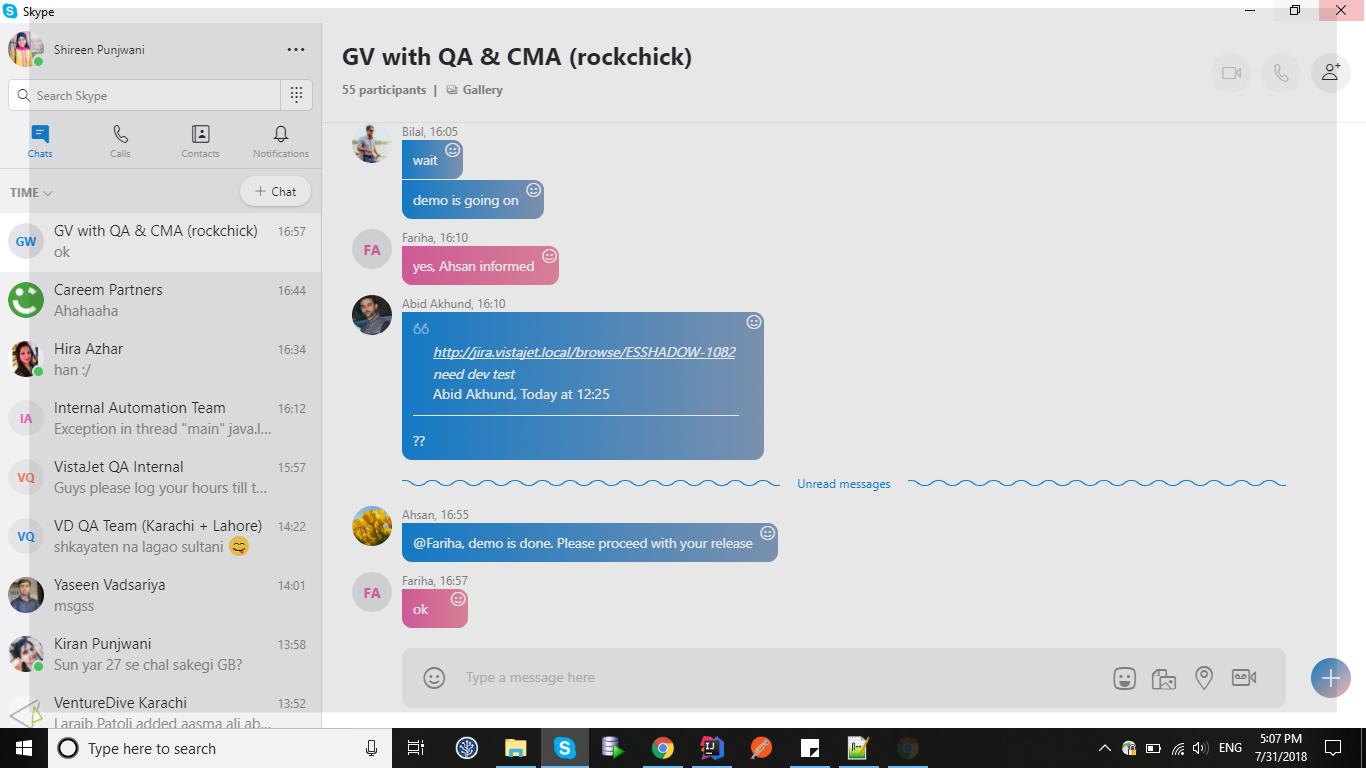 Skype
Shireen Punjwani
Search Skype
Chats
Calls
Contacts
Notifications
TIME
+ Chat
GW
GV with QA & CMA (rockchick)
16:57
ok
Careem Partners
16:44
Ahahaaha
Hira Azhar
16:34
han :/
IA
Internal Automation Team
16:12
Exception in thread "main" java.l...
VQ
VistaJet QA Internal
15:57
Guys please log your hours till t...
VQ
VD QA Team (Karachi + Lahore)
14:22
shkayaten na lagao sultani 😋
Yaseen Vadsariya
14:01
msgss
Kiran Punjwani
13:58
Sun yar 27 se chal sakegi GB?
VentureDive Karachi
13:52
Laraib Patoli added aasma ali ab...
GV with QA & CMA (rockchick)
55 participants | Gallery
Bilal, 16:05
wait
demo is going on
FA
Fariha, 16:10
yes, Ahsan informed
Abid Akhund, 16:10
http://jira.vistajet.local/browse/ESSHADOW-1082
need dev test
Abid Akhund, Today at 12:25
??
Unread messages
Ahsan, 16:55
@Fariha, demo is done. Please proceed with your release
FA
Fariha, 16:57
ok
Type a message here
Type here to search
ENG
5:07 PM
7/31/2018